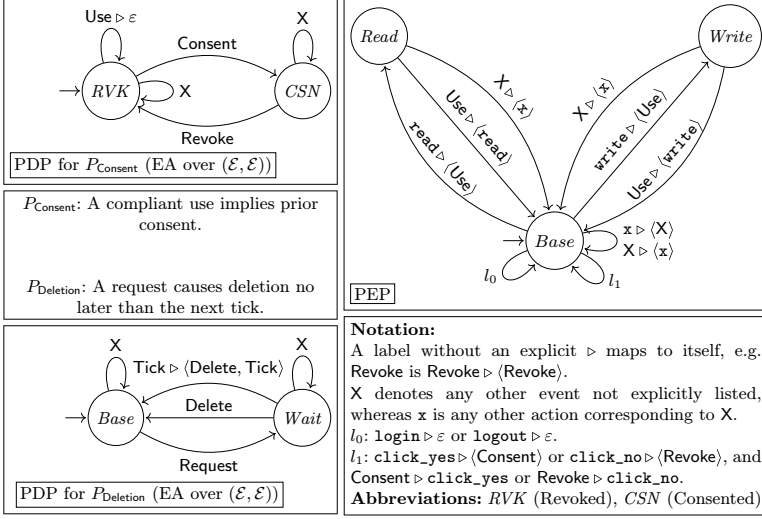 Use ▷ ε
X
Consent
RVK
X
CSN
Revoke
PDP for P_Consent (EA over (ℰ, ℰ))
P_Consent: A compliant use implies prior
consent.
P_Deletion: A request causes deletion no
later than the next tick.
X
X
Tick ▷ ⟨Delete, Tick⟩
Delete
Base
Wait
Request
PDP for P_Deletion (EA over (ℰ, ℰ))
Read
Write
X ▷ ⟨x⟩
Use ▷ ⟨read⟩
read ▷ ⟨Use⟩
X ▷ ⟨x⟩
write ▷ ⟨Use⟩
Use ▷ ⟨write⟩
Base
x ▷ ⟨X⟩
X ▷ ⟨x⟩
l₀
l₁
PEP
Notation:
A label without an explicit ▷ maps to itself, e.g.
Revoke is Revoke ▷ ⟨Revoke⟩.
X denotes any other event not explicitly listed,
whereas x is any other action corresponding to X.
l₀: login ▷ ε or logout ▷ ε.
l₁: click_yes ▷ ⟨Consent⟩ or click_no ▷ ⟨Revoke⟩, and
Consent ▷ click_yes or Revoke ▷ click_no.
Abbreviations: RVK (Revoked), CSN (Consented)